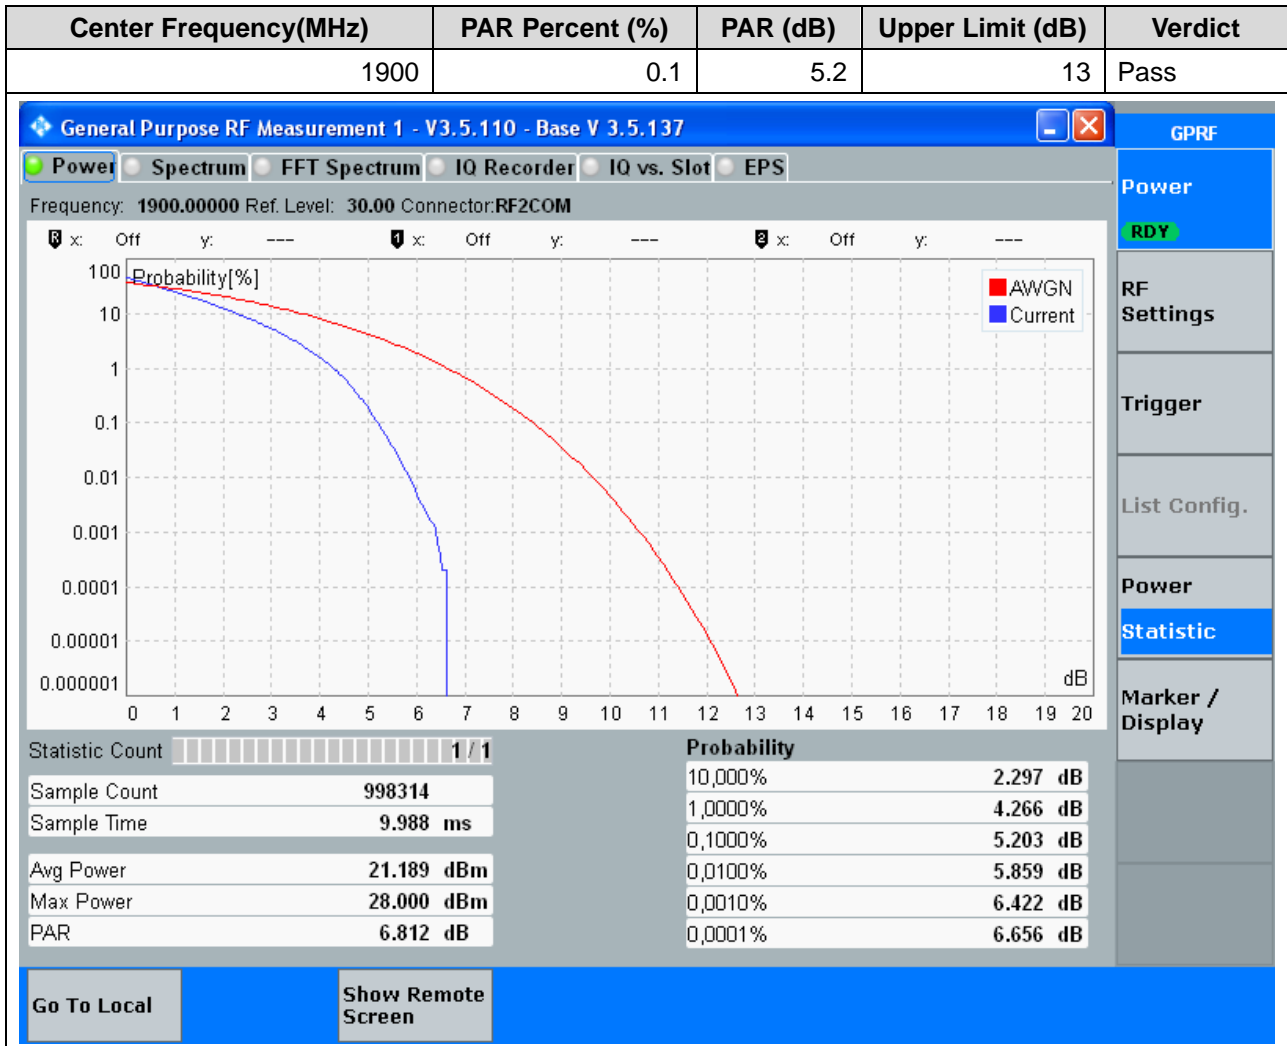 Center Frequency(MHz) PAR Percent (%) PAR (dB) Upper Limit (dB) Verdict
1900 0.1 5.2 13 Pass
General Purpose RF Measurement 1 - V3.5.110 - Base V 3.5.137
GPRF
Power Spectrum FFT Spectrum IQ Recorder IQ vs. Slot EPS
Frequency: 1900.00000 Ref. Level: 30.00 Connector:RF2COM
R x: Off y: --- 1 x: Off y: --- 2 x: Off y: ---
Probability[%]
AWGN
Current
100
10
1
0.1
0.01
0.001
0.0001
0.00001
0.000001
dB
0 1 2 3 4 5 6 7 8 9 10 11 12 13 14 15 16 17 18 19 20
Statistic Count 1 / 1
Sample Count 998314
Sample Time 9.988 ms
Avg Power 21.189 dBm
Max Power 28.000 dBm
PAR 6.812 dB
Probability
10,000% 2.297 dB
1,0000% 4.266 dB
0,1000% 5.203 dB
0,0100% 5.859 dB
0,0010% 6.422 dB
0,0001% 6.656 dB
Power
RDY
RF
Settings
Trigger
List Config.
Power
Statistic
Marker /
Display
Go To Local
Show Remote
Screen